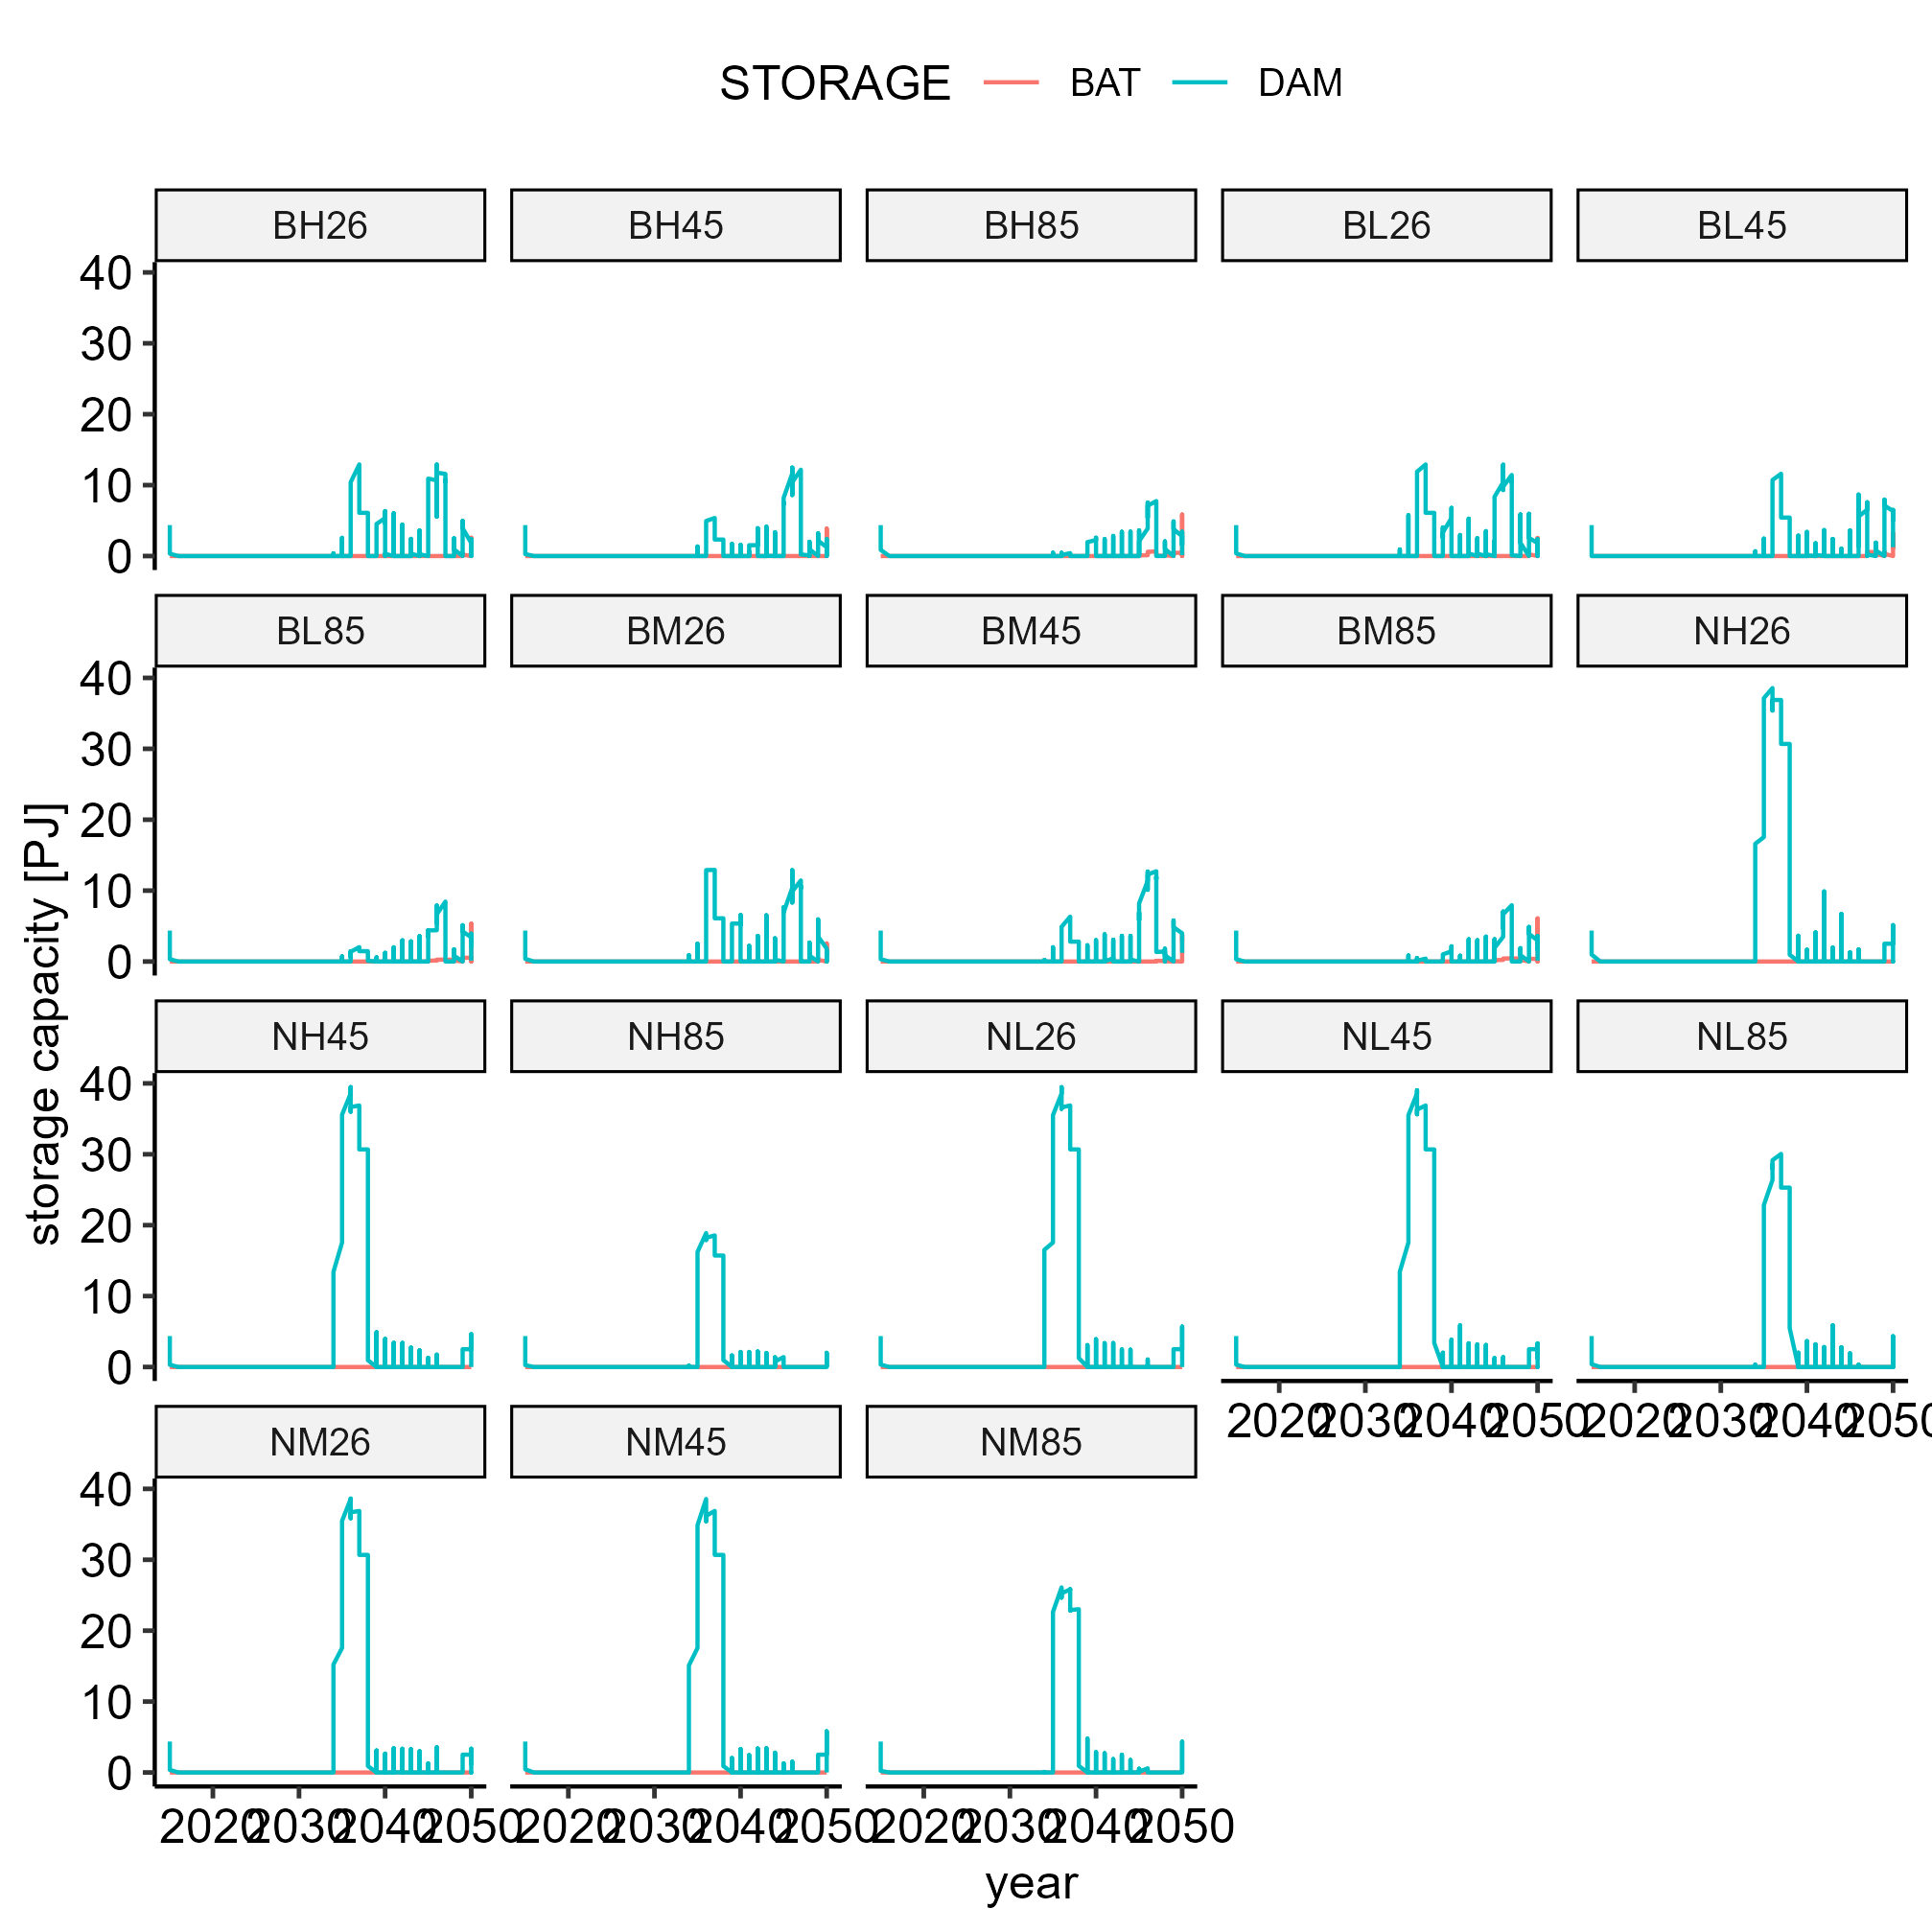 STORAGE BAT DAM
BH26 BH45 BH85 BL26 BL45
40
30
20
10
0
BL85 BM26 BM45 BM85 NH26
40
30
20
10
0
NH45 NH85 NL26 NL45 NL85
40
30
20
10
0
2020 2030 2040 2050 2020 2030 2040 2050
NM26 NM45 NM85
40
30
20
10
0
2020 2030 2040 2050 2020 2030 2040 2050 2020 2030 2040 2050
storage capacity [PJ]
year